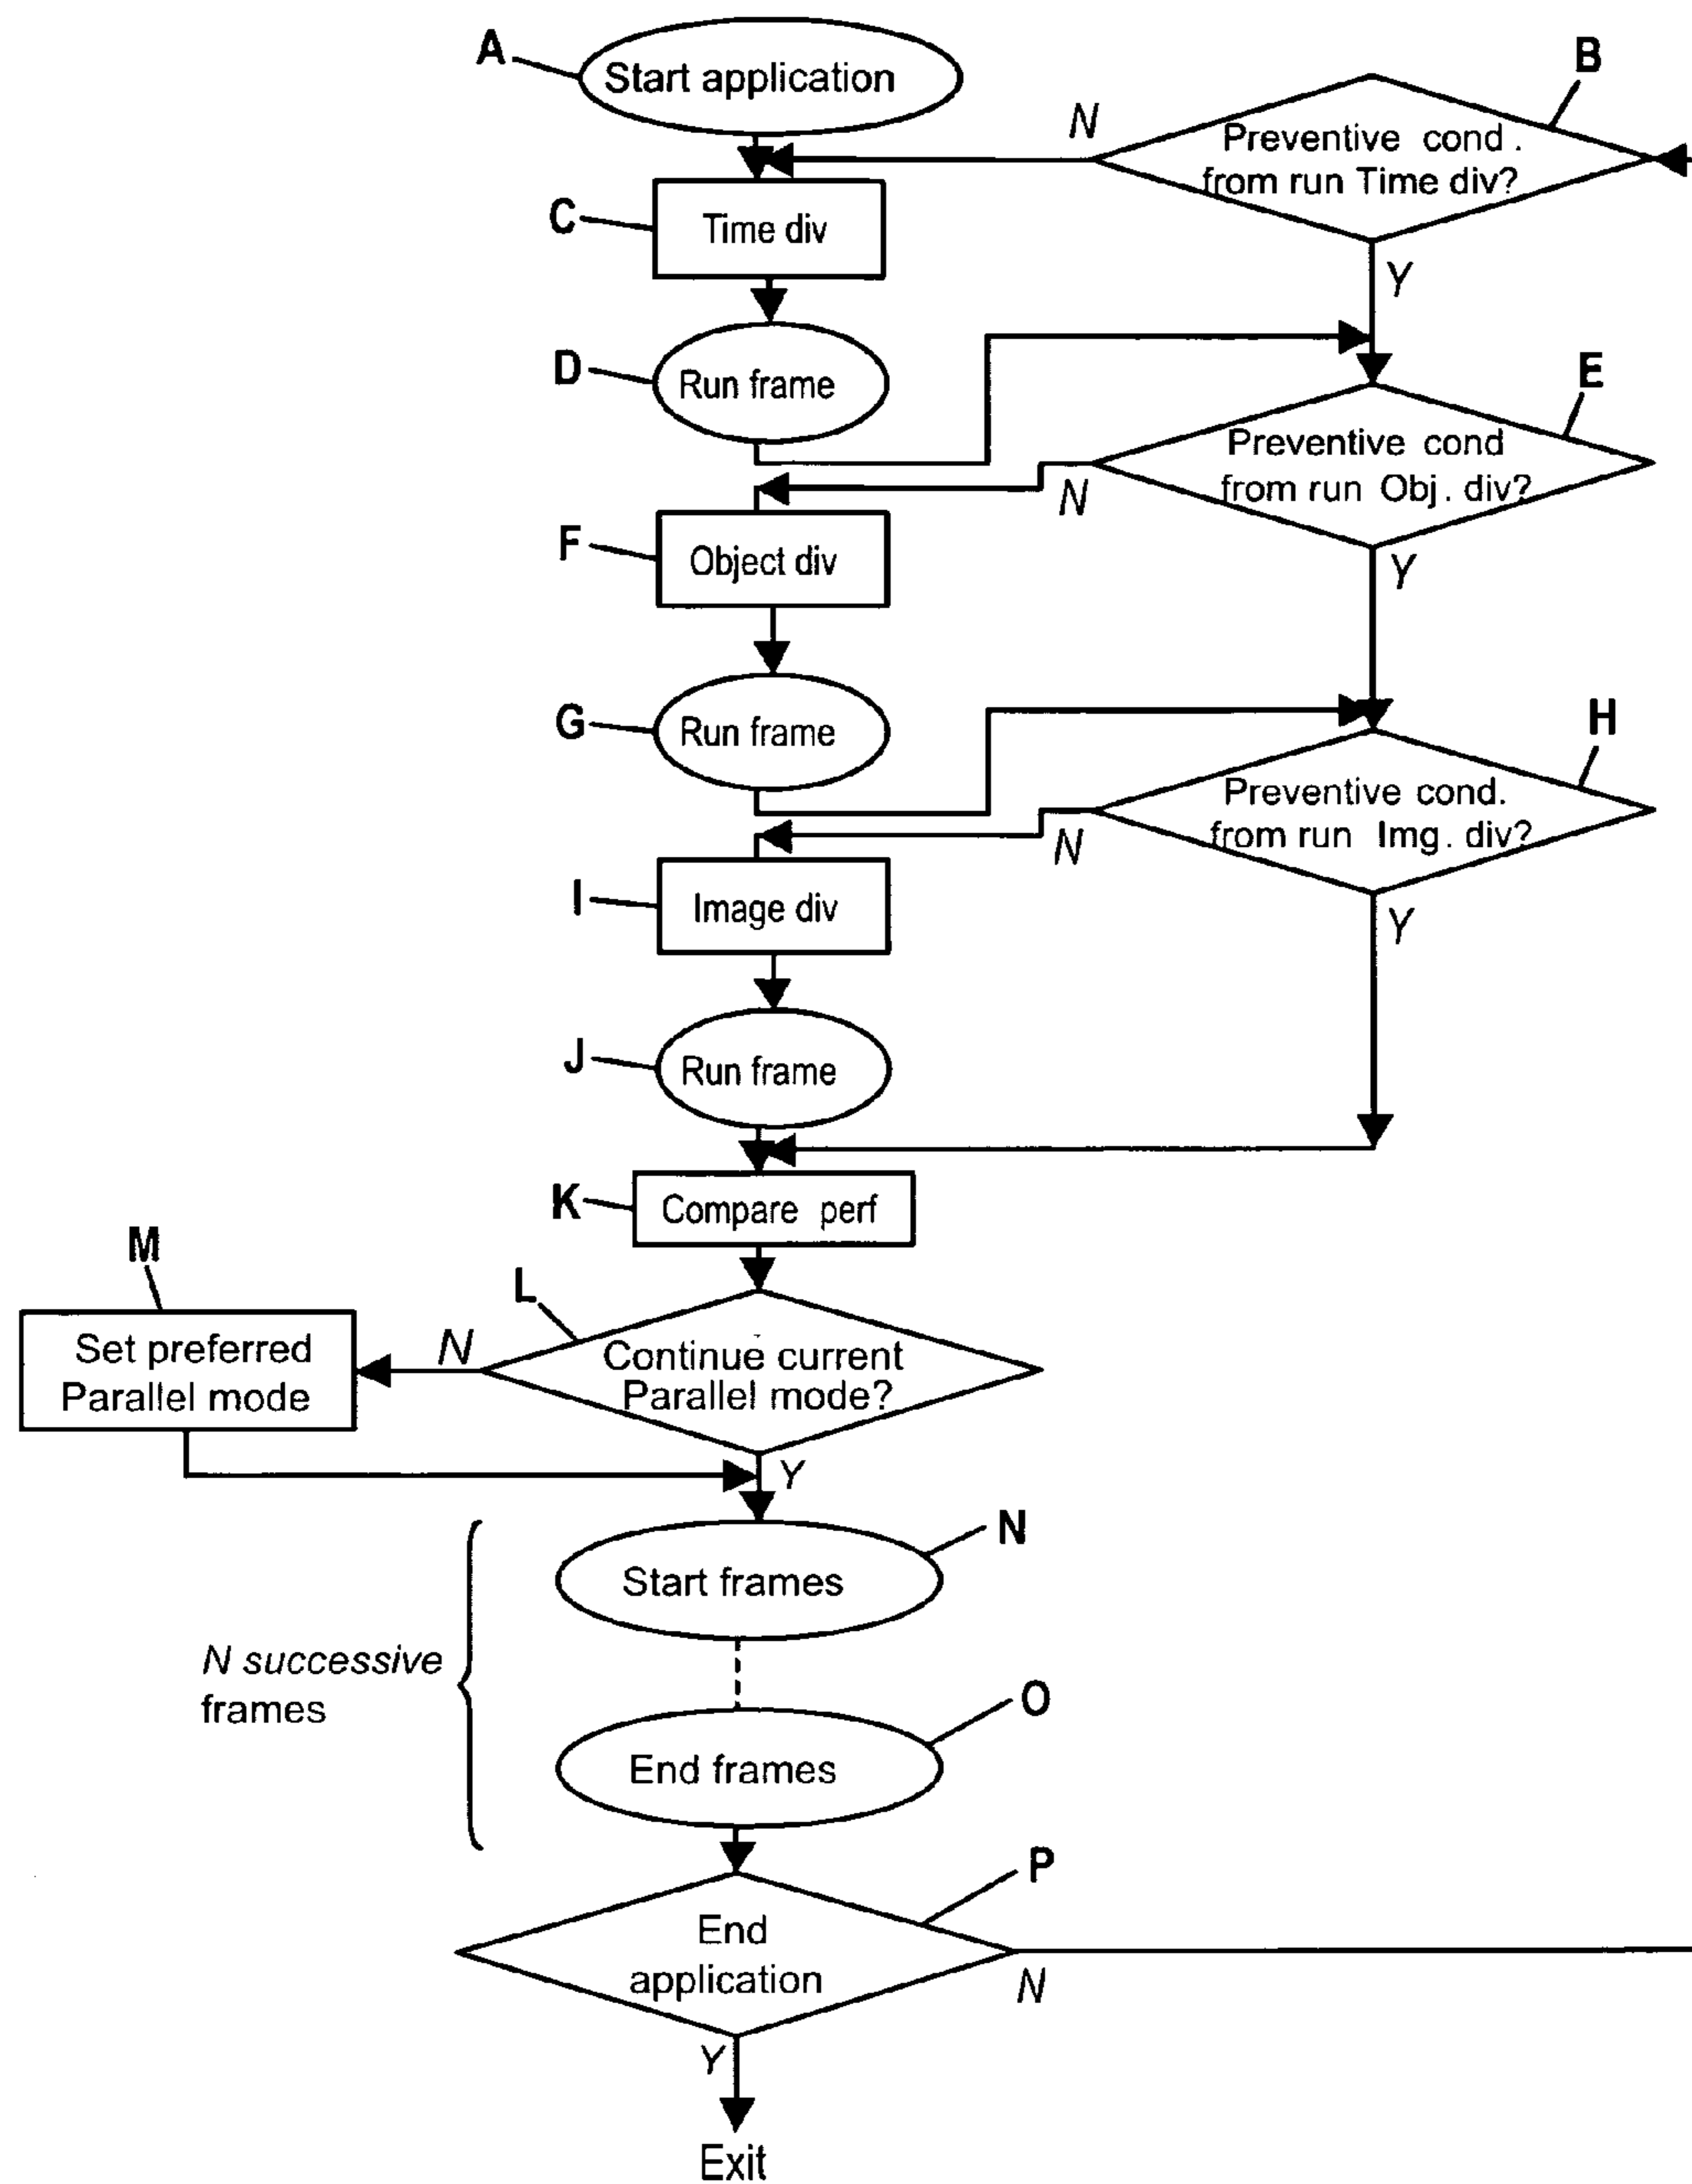 A
Start application
B
N
Preventive cond.
from run Time div?
C
Time div
Y
D
Run frame
E
Preventive cond
from run Obj. div?
N
F
Object div
Y
G
Run frame
H
Preventive cond.
from run Img. div?
N
I
Image div
Y
J
Run frame
K
Compare perf
M
Set preferred
Parallel mode
L
N
Continue current
Parallel mode?
Y
N
Start frames
N successive
frames
O
End frames
P
End
application
N
Y
Exit